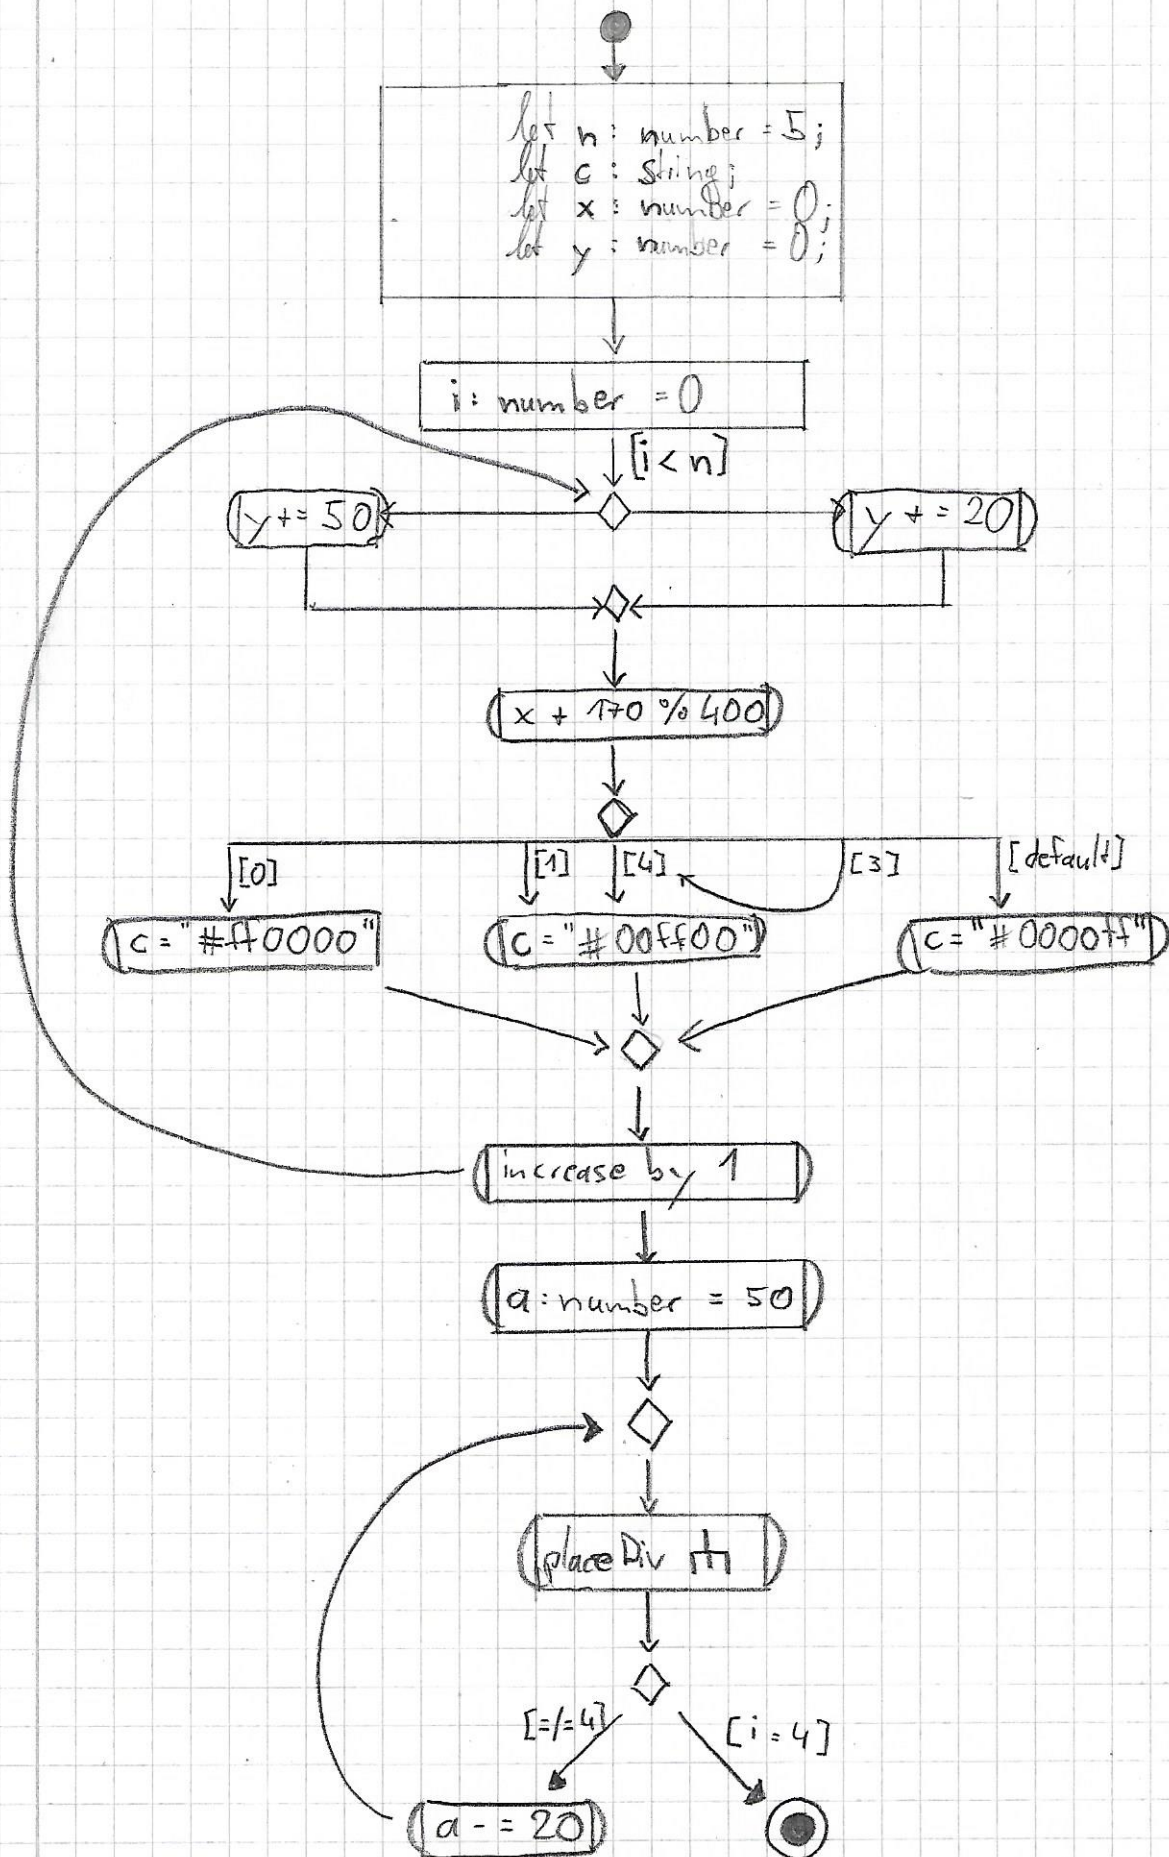 let n : number = 5;
let c : string;
let x : number = 0;
let y : number = 0;
i : number = 0
[i < n]
y += 50
y += 20
x + 170 % 400
[0]
[1]
[4]
[3]
[default]
c = "#ff0000"
c = "#00ff00"
c = "#0000ff"
increase by 1
a : number = 50
placeDiv
[=/=4]
[i = 4]
a -= 20